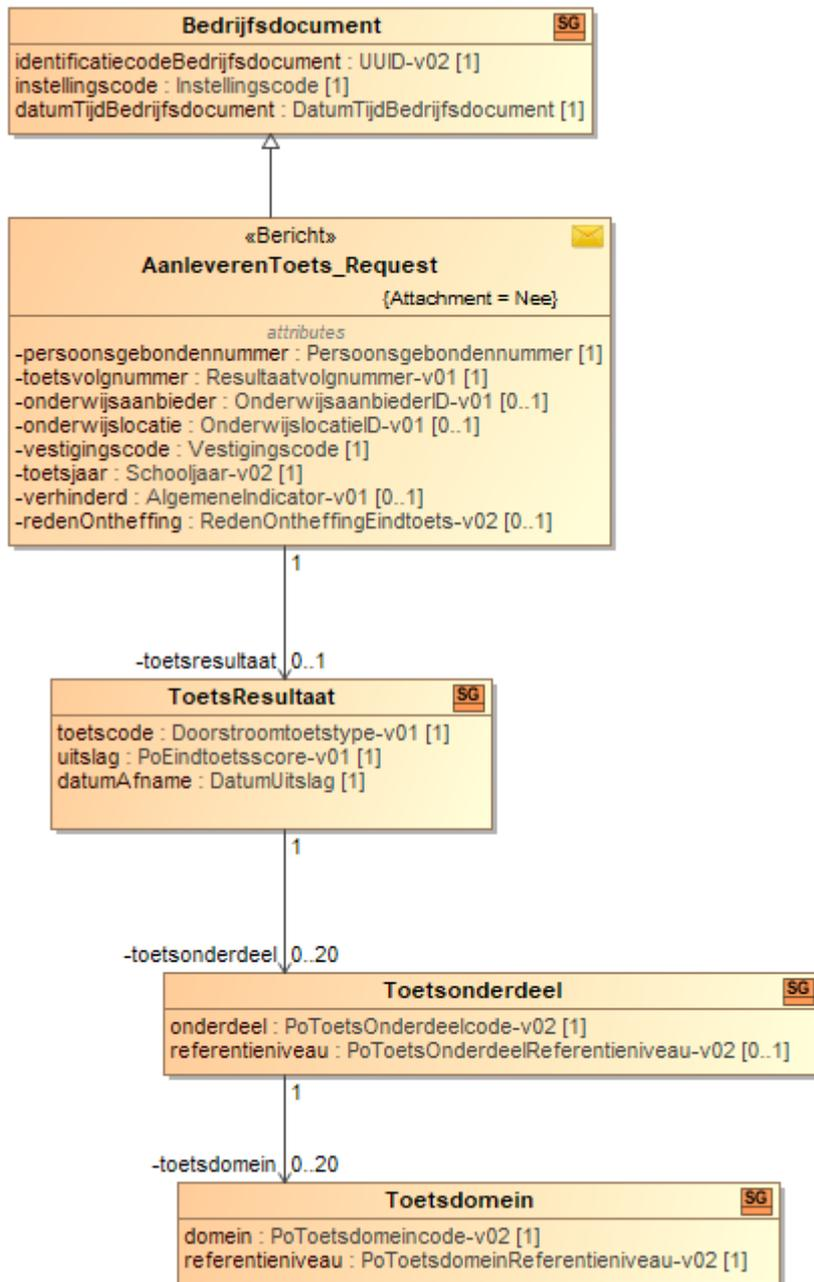 Bedrijfsdocument
SG
identificatiecodeBedrijfsdocument : UUID-v02 [1]
instellingscode : Instellingscode [1]
datumTijdBedrijfsdocument : DatumTijdBedrijfsdocument [1]
«Bericht»
AanleverenToets_Request
{Attachment = Nee}
attributes
-persoonsgebondennummer : Persoonsgebondennummer [1]
-toetsvolgnummer : Resultaatvolgnummer-v01 [1]
-onderwijsaanbieder : OnderwijsaanbiederID-v01 [0..1]
-onderwijslocatie : OnderwijslocatieID-v01 [0..1]
-vestigingscode : Vestigingscode [1]
-toetsjaar : Schooljaar-v02 [1]
-verhinderd : AlgemeneIndicator-v01 [0..1]
-redenOntheffing : RedenOntheffingEindtoets-v02 [0..1]
1
-toetsresultaat 0..1
ToetsResultaat
SG
toetscode : Doorstroomtoetstype-v01 [1]
uitslag : PoEindtoetsscore-v01 [1]
datumAfname : DatumUitslag [1]
1
-toetsonderdeel 0..20
Toetsonderdeel
SG
onderdeel : PoToetsOnderdeelcode-v02 [1]
referentieniveau : PoToetsOnderdeelReferentieniveau-v02 [0..1]
1
-toetsdomein 0..20
Toetsdomein
SG
domein : PoToetsdomeincode-v02 [1]
referentieniveau : PoToetsdomeinReferentieniveau-v02 [1]